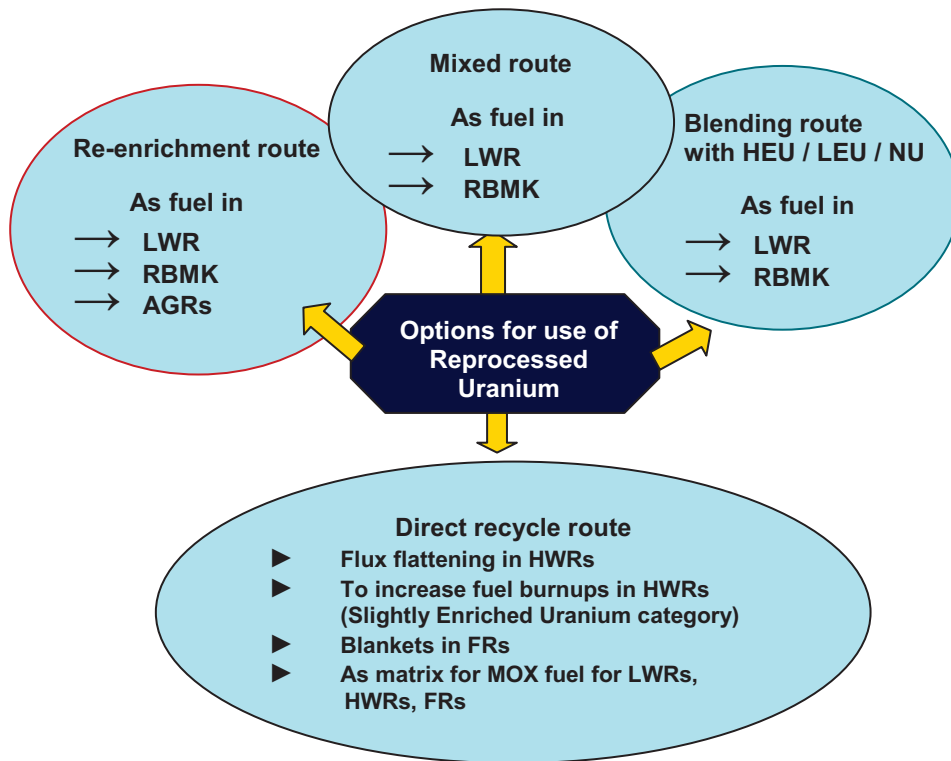 Mixed route
As fuel in
→ LWR
→ RBMK
Re-enrichment route
As fuel in
→ LWR
→ RBMK
→ AGRs
Blending route
with HEU / LEU / NU
As fuel in
→ LWR
→ RBMK
Options for use of
Reprocessed
Uranium
Direct recycle route
► Flux flattening in HWRs
► To increase fuel burnups in HWRs
(Slightly Enriched Uranium category)
► Blankets in FRs
► As matrix for MOX fuel for LWRs,
HWRs, FRs